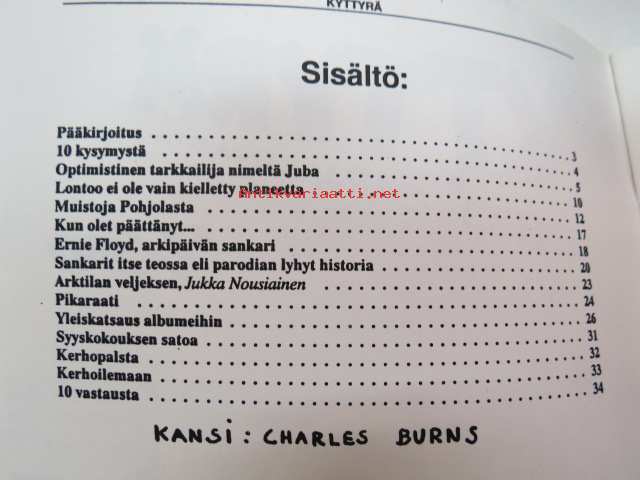 KYTTYRÄ
Sisältö:
Pääkirjoitus . . . . . . . . . . . . . . . . . . . . 3
10 kysymystä . . . . . . . . . . . . . . . . . . . . 4
Optimistinen tarkkailija nimeltä Juba . . . . . . . . . . 5
Lontoo ei ole vain kielletty planeetta . . . . . . . . . . 10
Muistoja Pohjolasta . . . . . . . . . . . . . . . . . . 12
Kun olet päättänyt... . . . . . . . . . . . . . . . . . 17
Ernie Floyd, arkipäivän sankari . . . . . . . . . . . . 18
Sankarit itse teossa eli parodian lyhyt historia . . . . . . 20
Arktilan veljeksen, Jukka Nousiainen . . . . . . . . . . 23
Pikaraati . . . . . . . . . . . . . . . . . . . . . . 24
Yleiskatsaus albumeihin . . . . . . . . . . . . . . . . 26
Syyskokouksen satoa . . . . . . . . . . . . . . . . . 31
Kerhopalsta . . . . . . . . . . . . . . . . . . . . . 32
Kerhoilemaan . . . . . . . . . . . . . . . . . . . . 33
10 vastausta . . . . . . . . . . . . . . . . . . . . . 34
KANSI: CHARLES BURNS
antikvariaatti.net